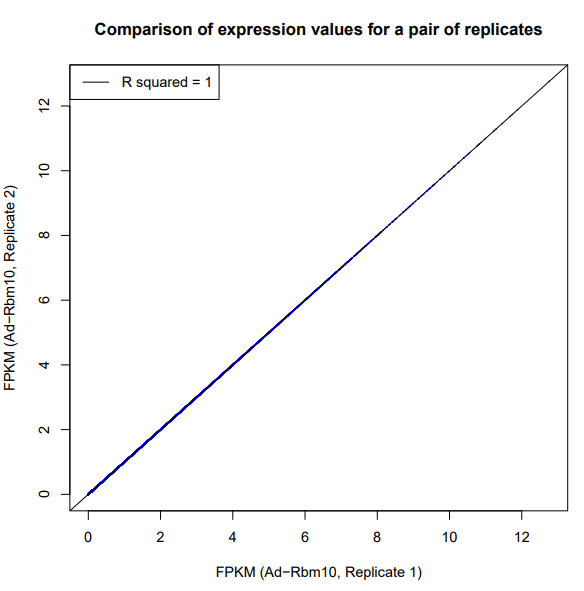 Comparison of expression values for a pair of replicates
R squared = 1
12
10
8
6
4
2
0
FPKM (Ad−Rbm10, Replicate 2)
0 2 4 6 8 10 12
FPKM (Ad−Rbm10, Replicate 1)